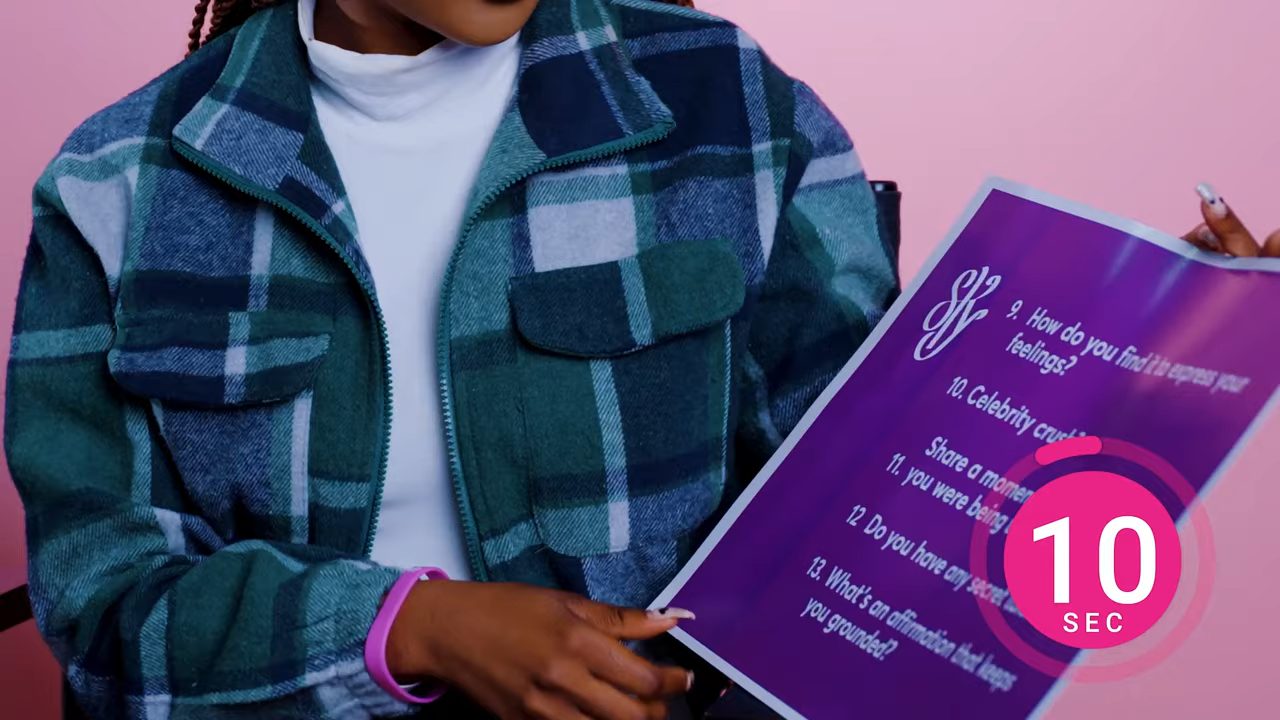 9. How do you find it to express your
feelings?
10. Celebrity crush?
Share a moment
11. you were being
12 Do you have any secret
13. What's an affirmation that keeps
you grounded?
10
SEC